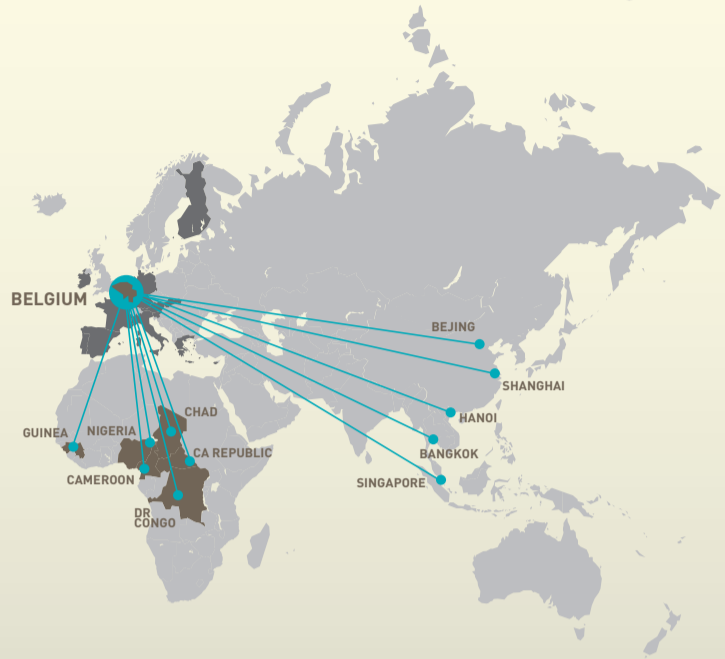 BELGIUM
BEJING
SHANGHAI
HANOI
BANGKOK
SINGAPORE
CHAD
GUINEA
NIGERIA
CA REPUBLIC
CAMEROON
DR
CONGO